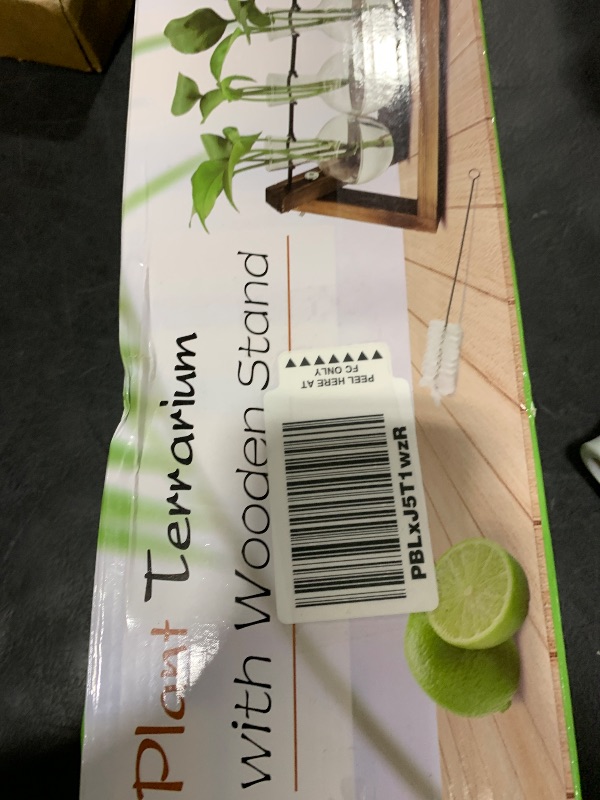 Plant Terrarium
with Wooden Stand
PEEL HERE AT
FC ONLY
PBLxJ5T1wzR